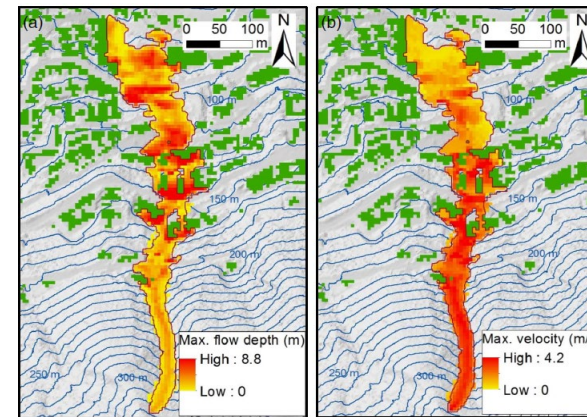 (a)
N
0 50 100
m
100 m
150 m
200 m
250 m
300 m
Max. flow depth (m)
High : 8.8
Low : 0
(b)
N
0 50 100
m
100 m
150 m
200 m
250 m
300 m
Max. velocity (m/
High : 4.2
Low : 0